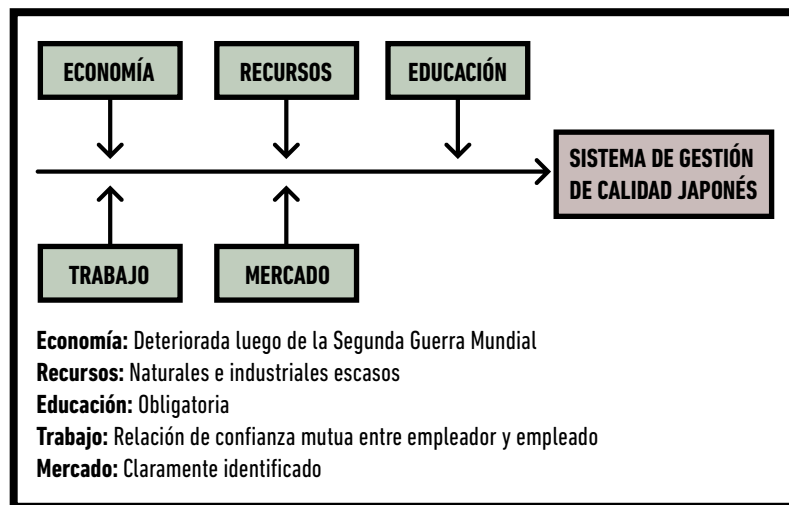 ECONOMÍA
RECURSOS
EDUCACIÓN
SISTEMA DE GESTIÓN
DE CALIDAD JAPONÉS
TRABAJO
MERCADO
Economía: Deteriorada luego de la Segunda Guerra Mundial
Recursos: Naturales e industriales escasos
Educación: Obligatoria
Trabajo: Relación de confianza mutua entre empleador y empleado
Mercado: Claramente identificado